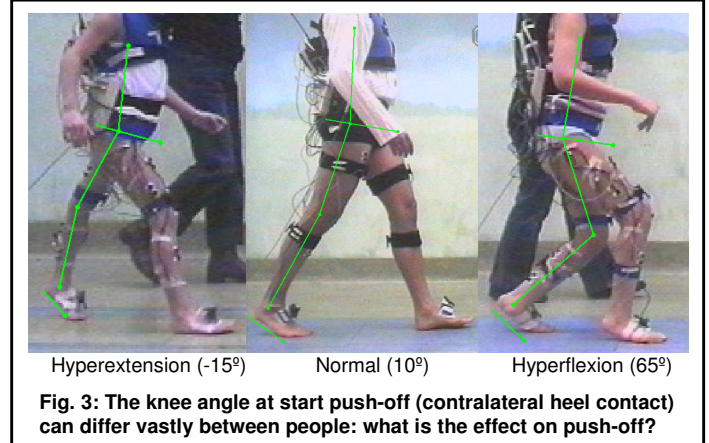 Hyperextension (-15º) Normal (10º) Hyperflexion (65º)
Fig. 3: The knee angle at start push-off (contralateral heel contact)
can differ vastly between people: what is the effect on push-off?